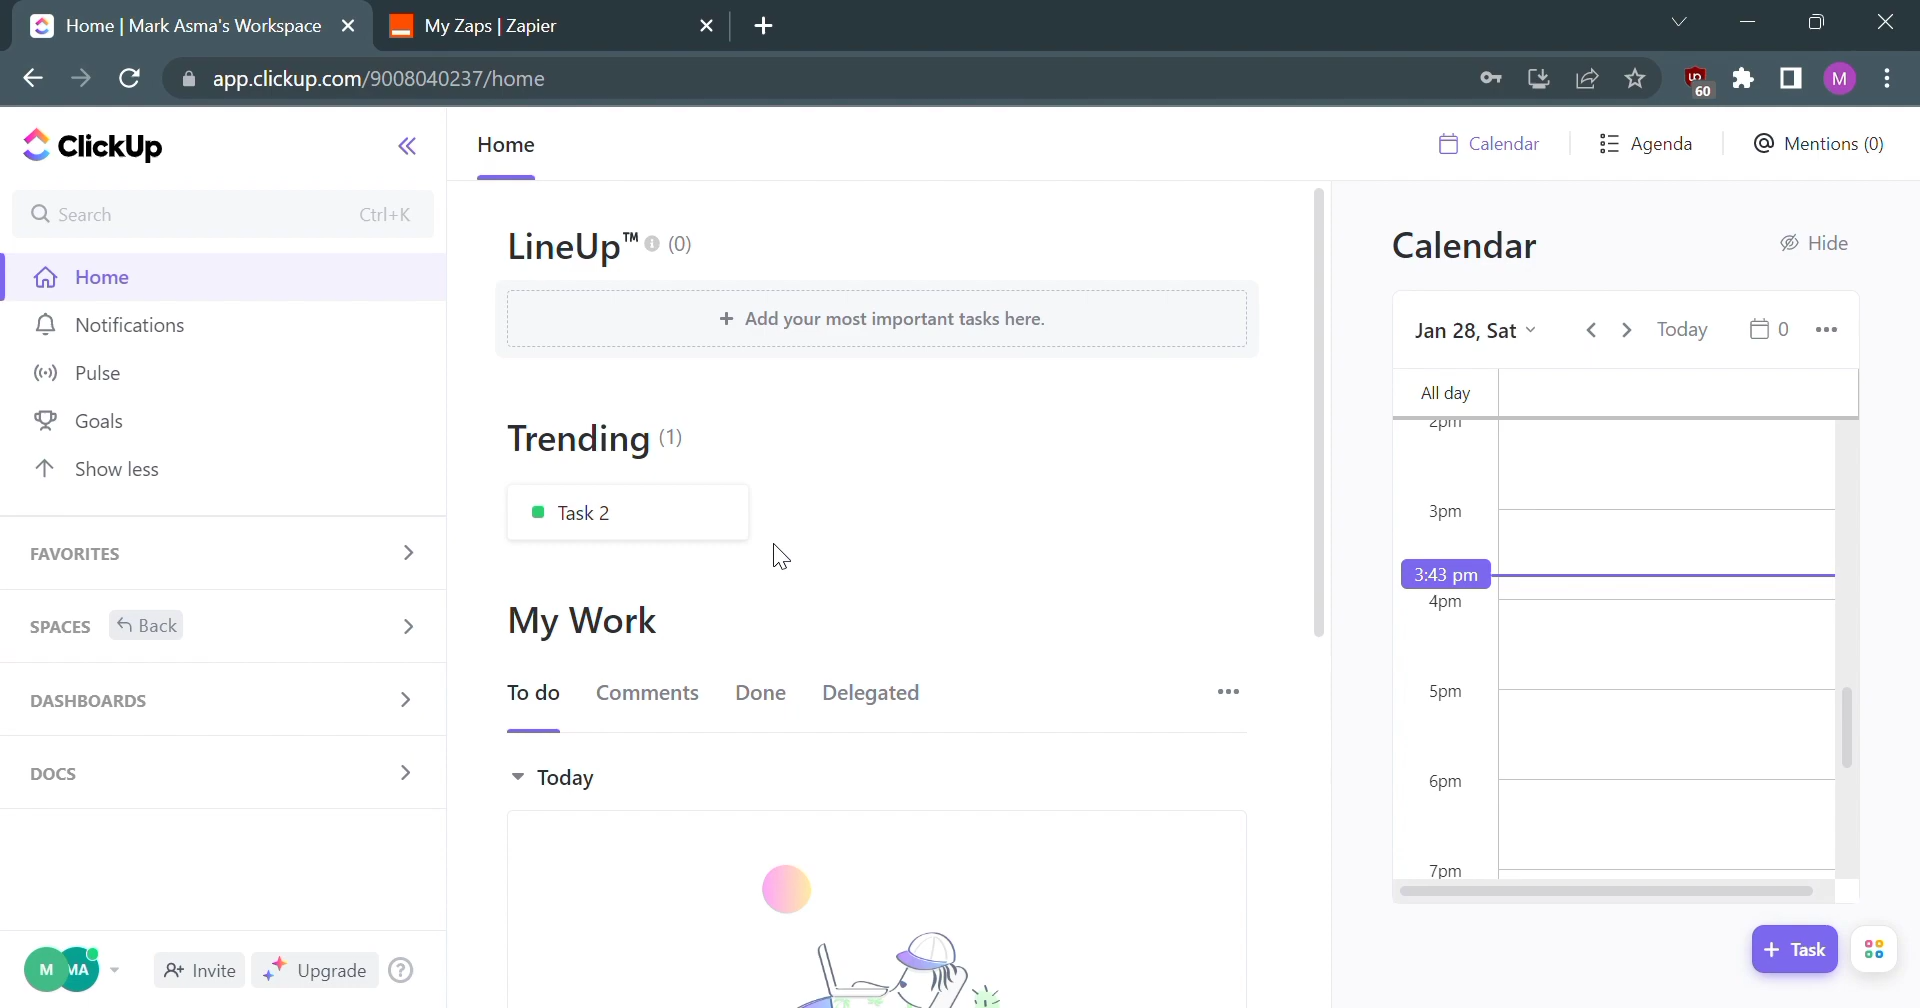 Home | Mark Asma's Workspace
My Zaps | Zapier
app.clickup.com/9008040237/home
60
M
ClickUp
Search Ctrl+K
Home
Notifications
Pulse
Goals
Show less
FAVORITES
SPACES Back
DASHBOARDS
DOCS
M MA
Invite
Upgrade
?
Home
Calendar
Agenda
@ Mentions (0)
LineUp™ (0)
+ Add your most important tasks here.
Trending (1)
Task 2
My Work
To do Comments Done Delegated
Today
Calendar
Hide
Jan 28, Sat
Today
0
All day
2pm
3pm
3:43 pm
4pm
5pm
6pm
7pm
+ Task